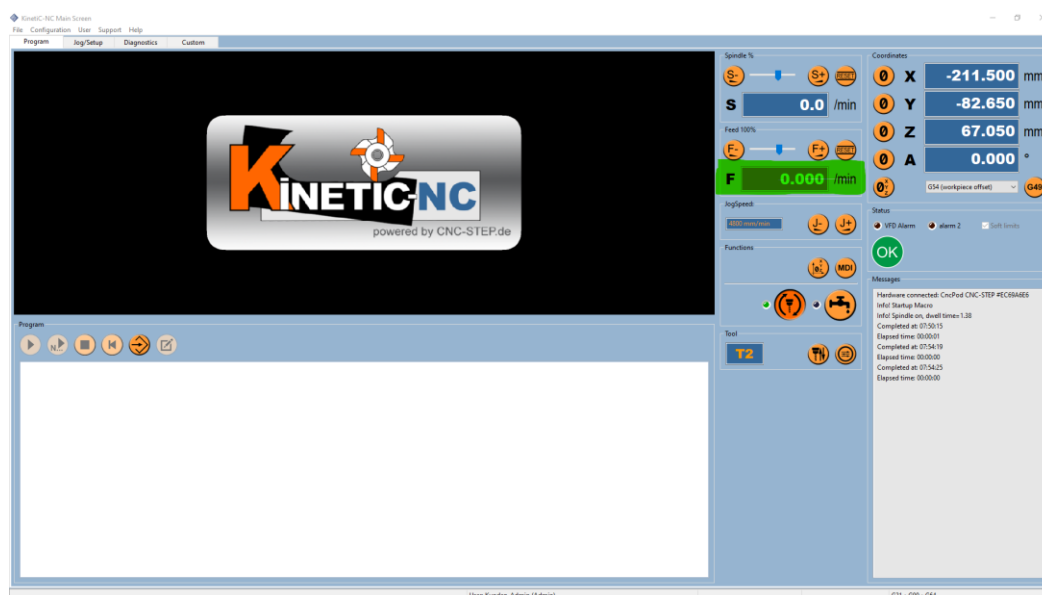 KinetiC-NC Main Screen
File Configuration User Support Help
Program Jog/Setup Diagnostics Custom
KINETIC-NC
powered by CNC-STEP.de
Spindle %
S- S+ RESET
S 0.0 /min
Feed 100%
F- F+ RESET
F 0.000 /min
JogSpeed:
4800 mm/min J- J+
Functions
MDI
Tool
T2
Coordinates
0 X -211.500 mm
0 Y -82.650 mm
0 Z 67.050 mm
0 A 0.000 °
G54 (workpiece offset) G49
Status
VFD Alarm alarm 2 Soft limits
OK
Messages
Hardware connected: CncPod CNC-STEP #EC69A6E6
Info! Startup Macro
Info! Spindle on, dwell time=1.38
Completed at: 07:50:15
Elapsed time: 00:00:01
Completed at: 07:54:19
Elapsed time: 00:00:00
Completed at: 07:54:25
Elapsed time: 00:00:00
Program
N...